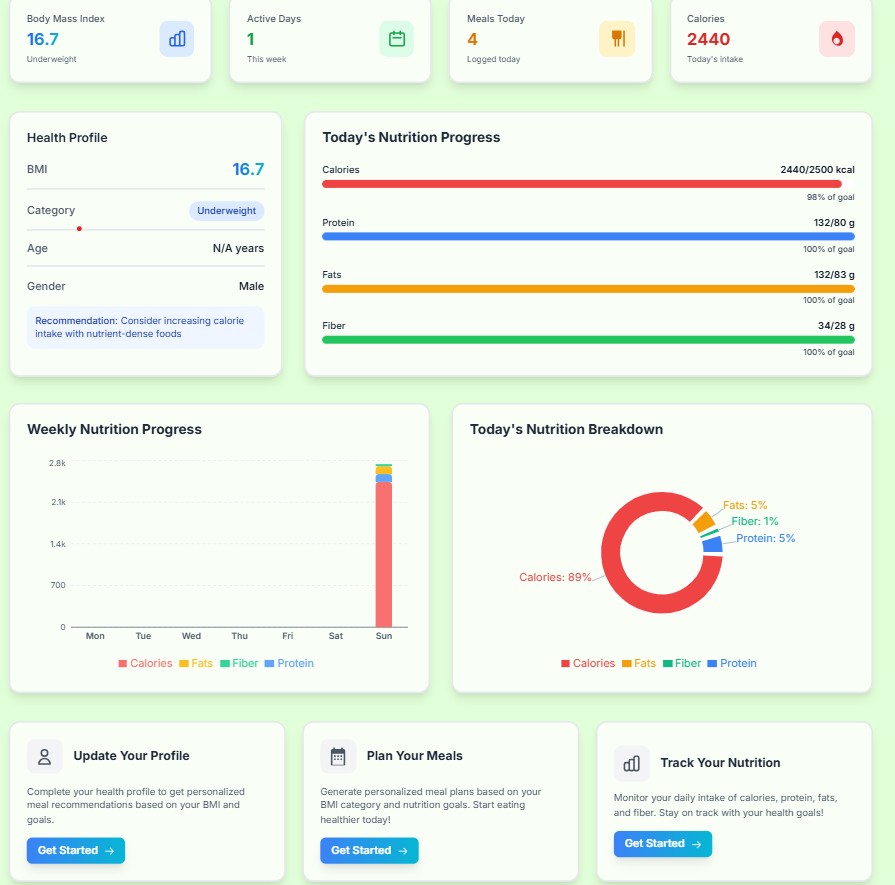 Body Mass Index
16.7
Underweight
Active Days
1
This week
Meals Today
4
Logged today
Calories
2440
Today's intake
Health Profile
BMI 16.7
Category Underweight
Age N/A years
Gender Male
Recommendation: Consider increasing calorie
intake with nutrient-dense foods
Today's Nutrition Progress
Calories 2440/2500 kcal
98% of goal
Protein 132/80 g
100% of goal
Fats 132/83 g
100% of goal
Fiber 34/28 g
100% of goal
Weekly Nutrition Progress
2.8k
2.1k
1.4k
700
0
Mon Tue Wed Thu Fri Sat Sun
Calories Fats Fiber Protein
Today's Nutrition Breakdown
Fats: 5%
Fiber: 1%
Protein: 5%
Calories: 89%
Calories Fats Fiber Protein
Update Your Profile
Complete your health profile to get personalized
meal recommendations based on your BMI and
goals.
Get Started →
Plan Your Meals
Generate personalized meal plans based on your
BMI category and nutrition goals. Start eating
healthier today!
Get Started →
Track Your Nutrition
Monitor your daily intake of calories, protein, fats,
and fiber. Stay on track with your health goals!
Get Started →